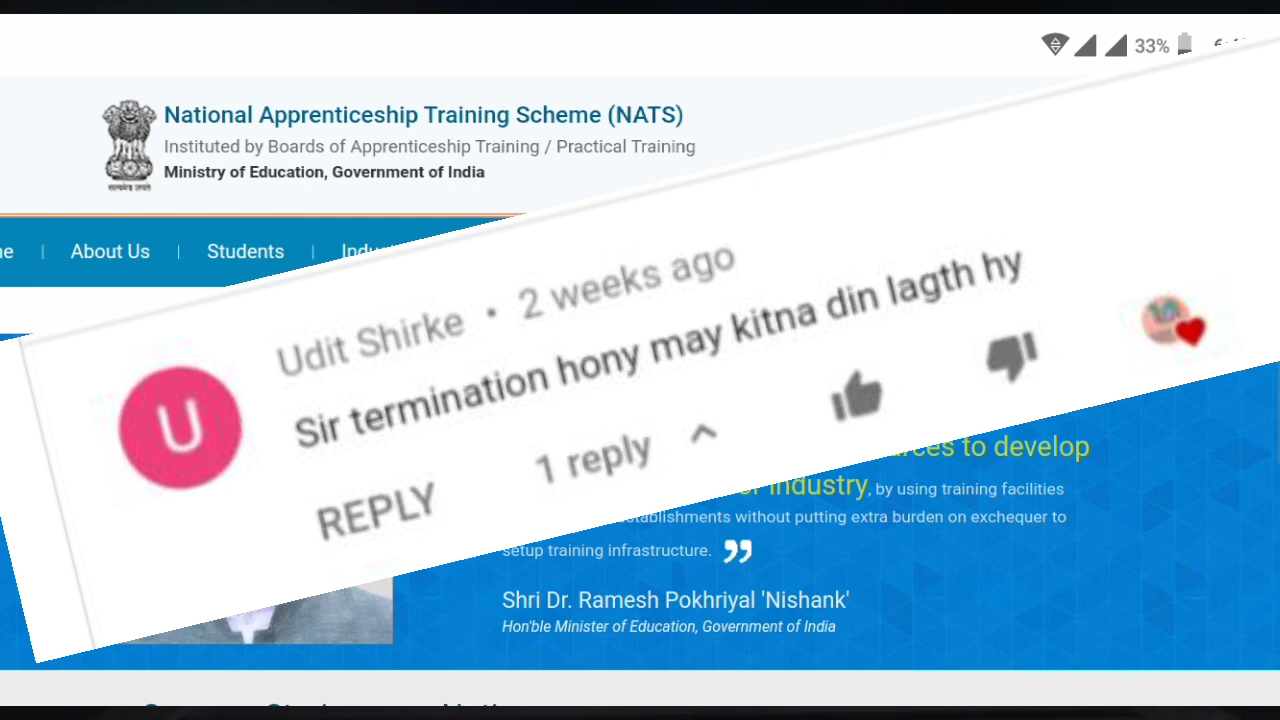 33%
National Apprenticeship Training Scheme (NATS)
Instituted by Boards of Apprenticeship Training / Practical Training
Ministry of Education, Government of India
सत्यमेव जयते
About Us | Students |
U
Udit Shirke • 2 weeks ago
Sir termination hony may kitna din lagth hy
1 reply
REPLY
to develop
Industry, by using training facilities
without putting extra burden on exchequer to
setup training infrastructure. ”
Shri Dr. Ramesh Pokhriyal 'Nishank'
Hon'ble Minister of Education, Government of India